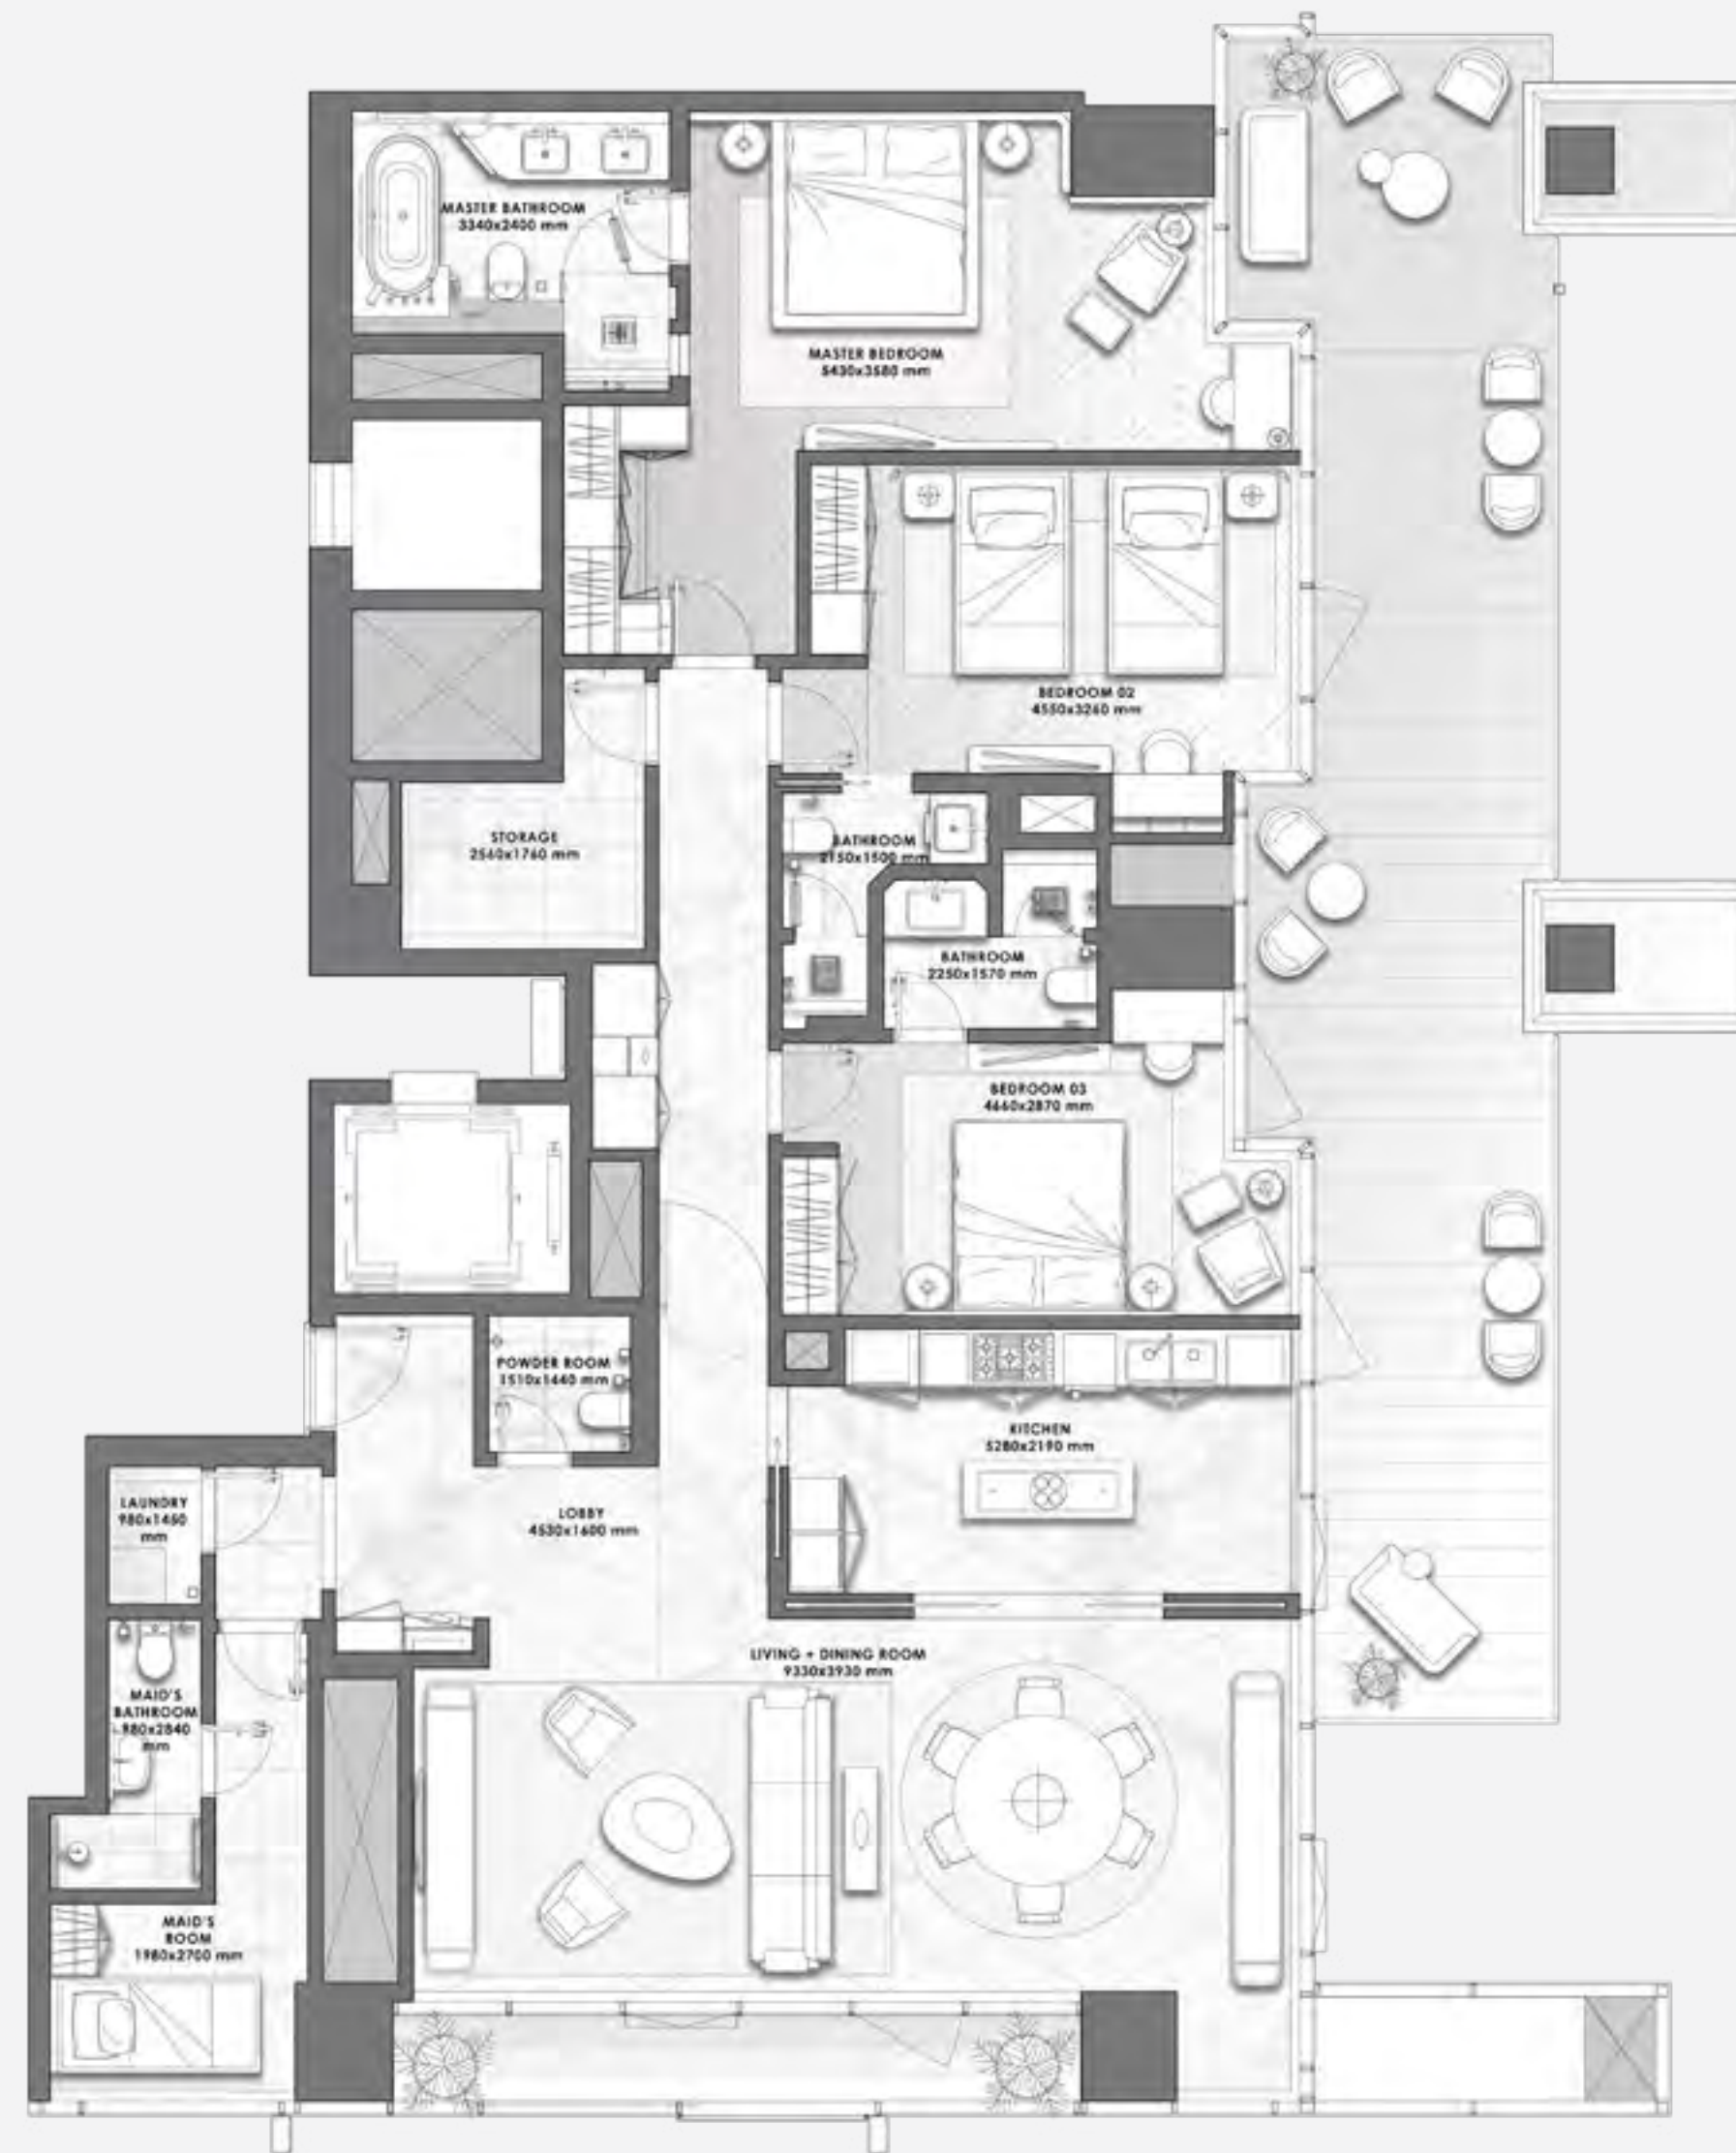 MASTER BATHROOM
3340x2400 mm
MASTER BEDROOM
5430x3580 mm
BEDROOM 02
4550x3260 mm
STORAGE
2560x1760 mm
BATHROOM
2150x1500 mm
BATHROOM
2250x1570 mm
BEDROOM 03
4660x2870 mm
POWDER ROOM
1510x1440 mm
KITCHEN
5280x2190 mm
LAUNDRY
980x1450
mm
LOBBY
4530x1600 mm
LIVING + DINING ROOM
9330x3930 mm
MAID'S
BATHROOM
980x2840
mm
MAID'S
ROOM
1980x2700 mm